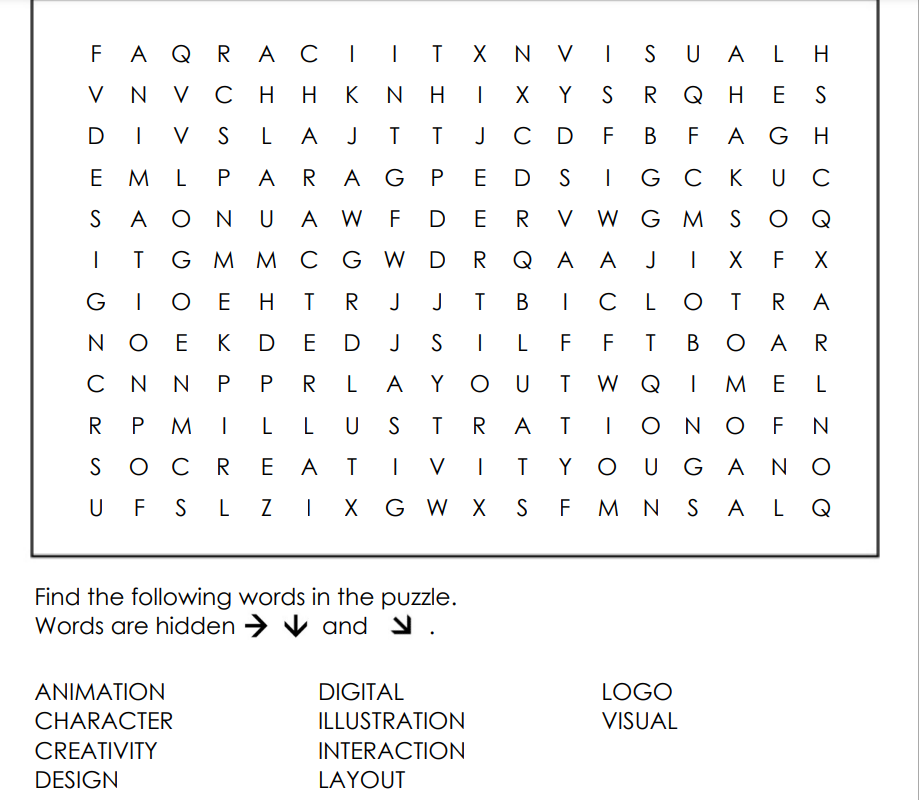 F A Q R A C I I T X N V I S U A L H
V N V C H H K N H I X Y S R Q H E S
D I V S L A J T T J C D F B F A G H
E M L P A R A G P E D S I G C K U C
S A O N U A W F D E R V W G M S O Q
I T G M M C G W D R Q A A J I X F X
G I O E H T R J J T B I C L O T R A
N O E K D E D J S I L F F T B O A R
C N N P P R L A Y O U T W Q I M E L
R P M I L L U S T R A T I O N O F N
S O C R E A T I V I T Y O U G A N O
U F S L Z I X G W X S F M N S A L Q
Find the following words in the puzzle.
Words are hidden → ↓ and ↘ .
ANIMATION
CHARACTER
CREATIVITY
DESIGN
DIGITAL
ILLUSTRATION
INTERACTION
LAYOUT
LOGO
VISUAL